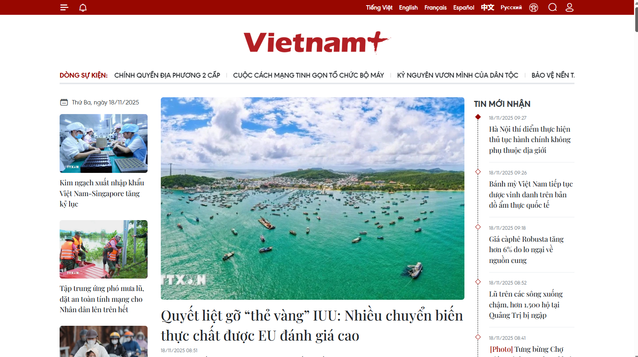 Tiếng Việt English Français Español 中文 Русский
Vietnam+
DÒNG SỰ KIỆN: CHÍNH QUYỀN ĐỊA PHƯƠNG 2 CẤP CUỘC CÁCH MẠNG TINH GỌN TỔ CHỨC BỘ MÁY KỶ NGUYÊN VƯƠN MÌNH CỦA DÂN TỘC BẢO VỆ NỀN T
Thứ Ba, ngày 18/11/2025
Kim ngạch xuất nhập khẩu
Việt Nam-Singapore tăng
kỷ lục
Tập trung ứng phó mưa lũ,
đặt an toàn tính mạng cho
Nhân dân lên trên hết
TTXVN
Quyết liệt gỡ “thẻ vàng” IUU: Nhiều chuyển biến
thực chất được EU đánh giá cao
18/11/2025 08:31
TIN MỚI NHẬN
18/11/2025 09:27
Hà Nội thí điểm thực hiện
thủ tục hành chính không
phụ thuộc địa giới
18/11/2025 09:26
Bánh mỳ Việt Nam tiếp tục
được vinh danh trên bản
đồ ẩm thực quốc tế
18/11/2025 09:18
Giá càphê Robusta tăng
hơn 6% do lo ngại về
nguồn cung
18/11/2025 08:52
Lũ trên các sông xuống
chậm, hơn 1.500 hộ tại
Quảng Trị bị ngập
18/11/2025 08:41
[Photo] Tưng bừng Chợ